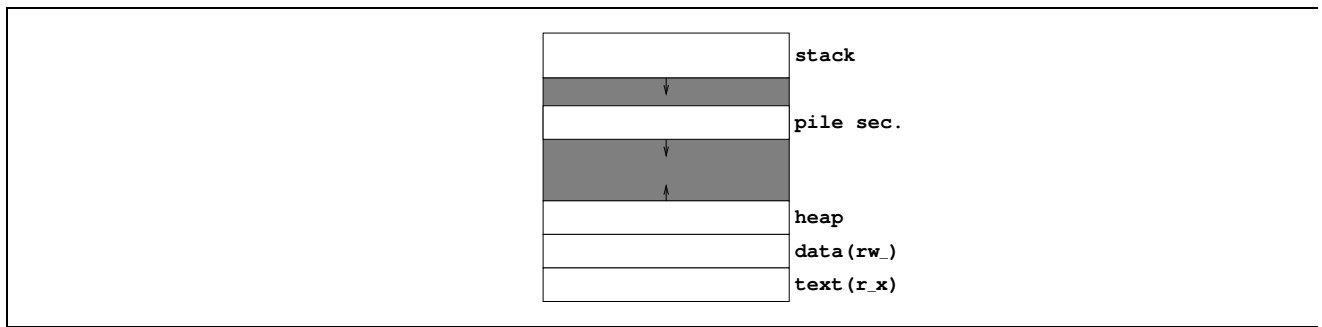 stack
pile sec.
heap
data(rw_)
text(r_x)